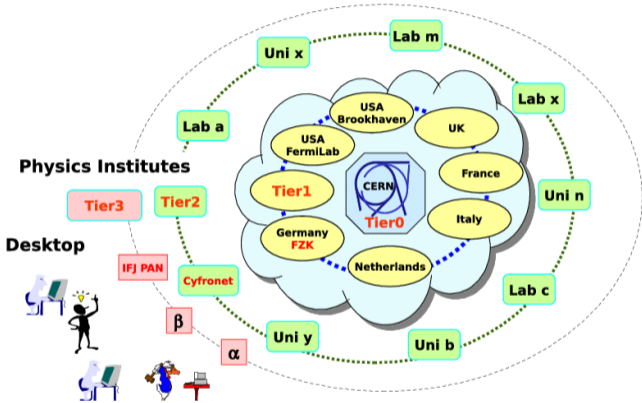 Lab m
Uni x
Lab x
USA
Brookhaven
Lab a
UK
USA
FermiLab
Physics Institutes
France
CERN
Tier1
Tier3
Tier2
Uni n
Tier0
Italy
Germany
FZK
Desktop
IFJ PAN
Netherlands
Cyfronet
Lab c
β
Uni y
Uni b
α